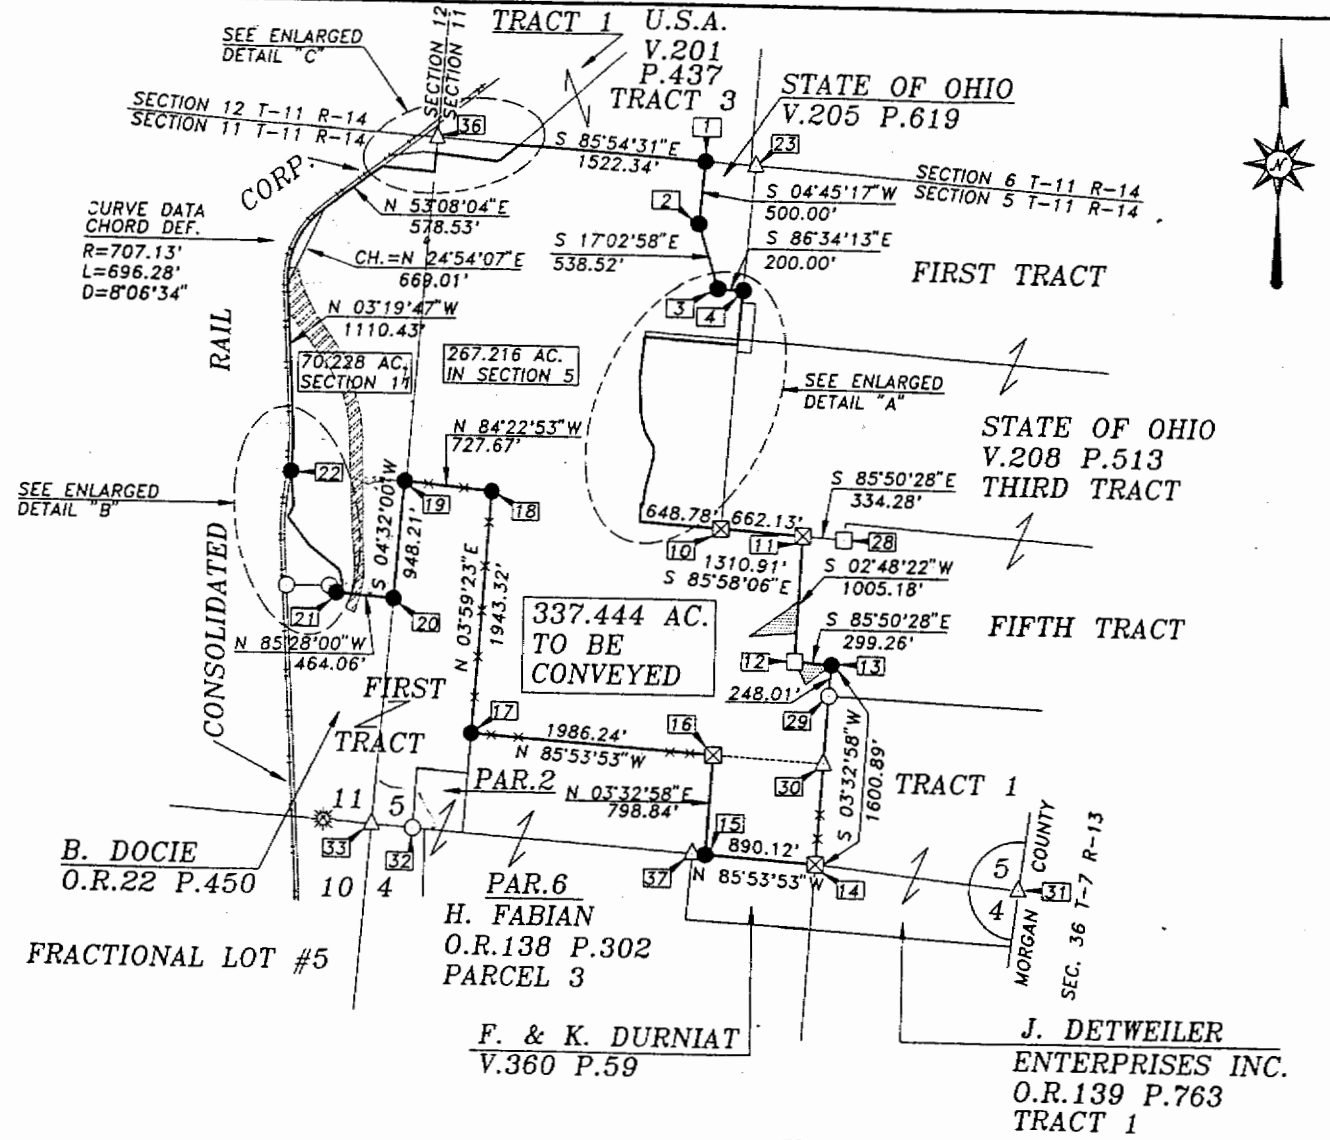 TRACT 1
U.S.A.
V.201
P.437
TRACT 3
SECTION 12
SECTION 11
SEE ENLARGED
DETAIL "C"
STATE OF OHIO
V.205 P.619
SECTION 12 T-11 R-14
SECTION 11 T-11 R-14
36
1
23
S 85°54'31"E
1522.34'
SECTION 6 T-11 R-14
SECTION 5 T-11 R-14
CORP.
N 53°08'04"E
578.53'
2
S 04°45'17"W
500.00'
CURVE DATA
CHORD DEF.
R=707.13'
L=696.28'
D=8°06'34"
CH.=N 24°54'07"E
669.01'
S 17°02'58"E
538.52'
S 86°34'13"E
200.00'
FIRST TRACT
3
4
N 03°19'47"W
1110.43'
RAIL
70.228 AC.
SECTION 11
267.216 AC.
IN SECTION 5
SEE ENLARGED
DETAIL "A"
N 84°22'53"W
727.67'
STATE OF OHIO
V.208 P.513
THIRD TRACT
22
19
18
SEE ENLARGED
DETAIL "B"
S 85°50'28"E
334.28'
648.78'
662.13'
10
11
28
1310.91'
S 85°58'06"E
S 04°32'00"W
948.21'
S 02°48'22"W
1005.18'
N 03°59'23"E
1943.32'
337.444 AC.
TO BE
CONVEYED
S 85°50'28"E
299.26'
FIFTH TRACT
21
20
N 85°28'00"W
464.06'
12
13
CONSOLIDATED
FIRST
TRACT
248.01'
29
17
16
1986.24'
N 85°53'53"W
30
S 03°32'58"W
1600.89'
TRACT 1
PAR.2
N 03°32'58"E
798.84'
11
5
33
32
10
4
15
37
890.12'
N 85°53'53"W
14
5
4
31
MORGAN COUNTY
SEC. 36 T-7 R-13
B. DOCIE
O.R.22 P.450
PAR.6
H. FABIAN
O.R.138 P.302
PARCEL 3
FRACTIONAL LOT #5
F. & K. DURNIAT
V.360 P.59
J. DETWEILER
ENTERPRISES INC.
O.R.139 P.763
TRACT 1
N